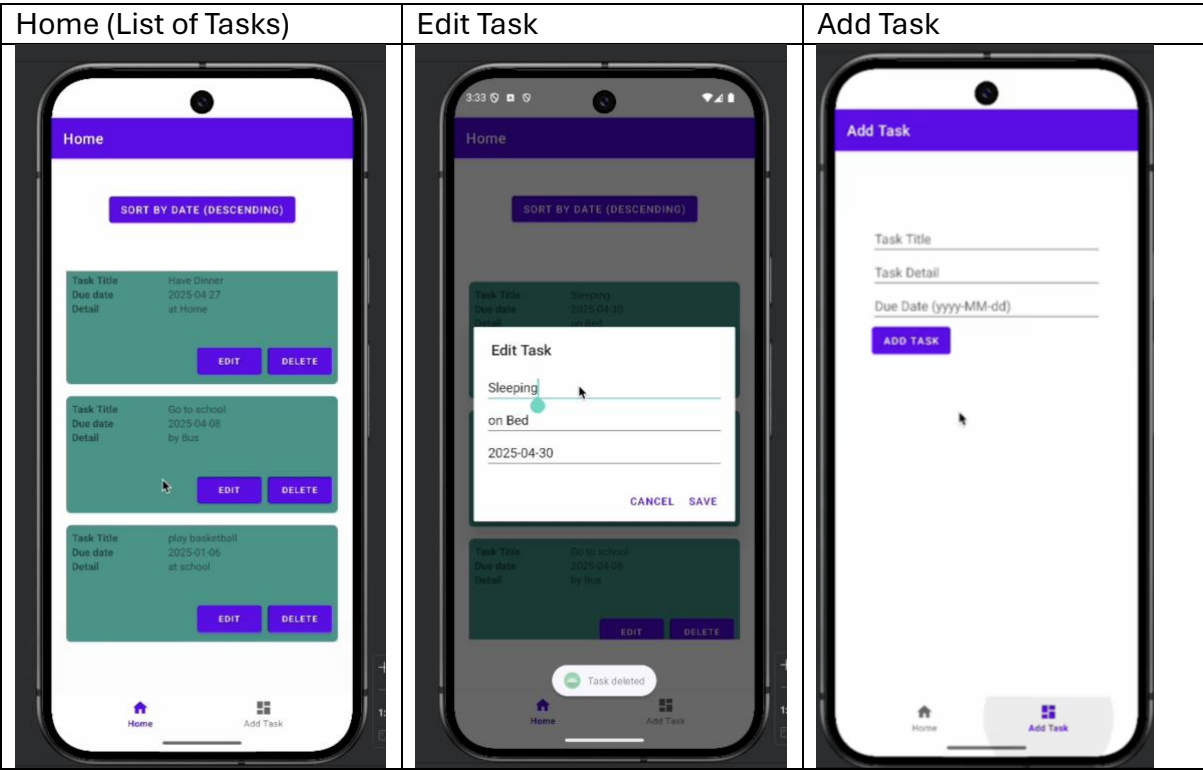 Home (List of Tasks)
Edit Task
Add Task
Home
SORT BY DATE (DESCENDING)
Task Title Have Dinner
Due date 2025-04-27
Detail at Home
EDIT DELETE
Task Title Go to school
Due date 2025-04-08
Detail by Bus
EDIT DELETE
Task Title play basketball
Due date 2025-01-06
Detail at school
EDIT DELETE
Home Add Task
3:33
Home
SORT BY DATE (DESCENDING)
Task Title Sleeping
Due date 2025-04-30
Detail on Bed
Edit Task
Sleeping
on Bed
2025-04-30
CANCEL SAVE
Task Title Go to school
Due date 2025-04-08
Detail by Bus
EDIT DELETE
Task deleted
Home Add Task
Add Task
Task Title
Task Detail
Due Date (yyyy-MM-dd)
ADD TASK
Home Add Task